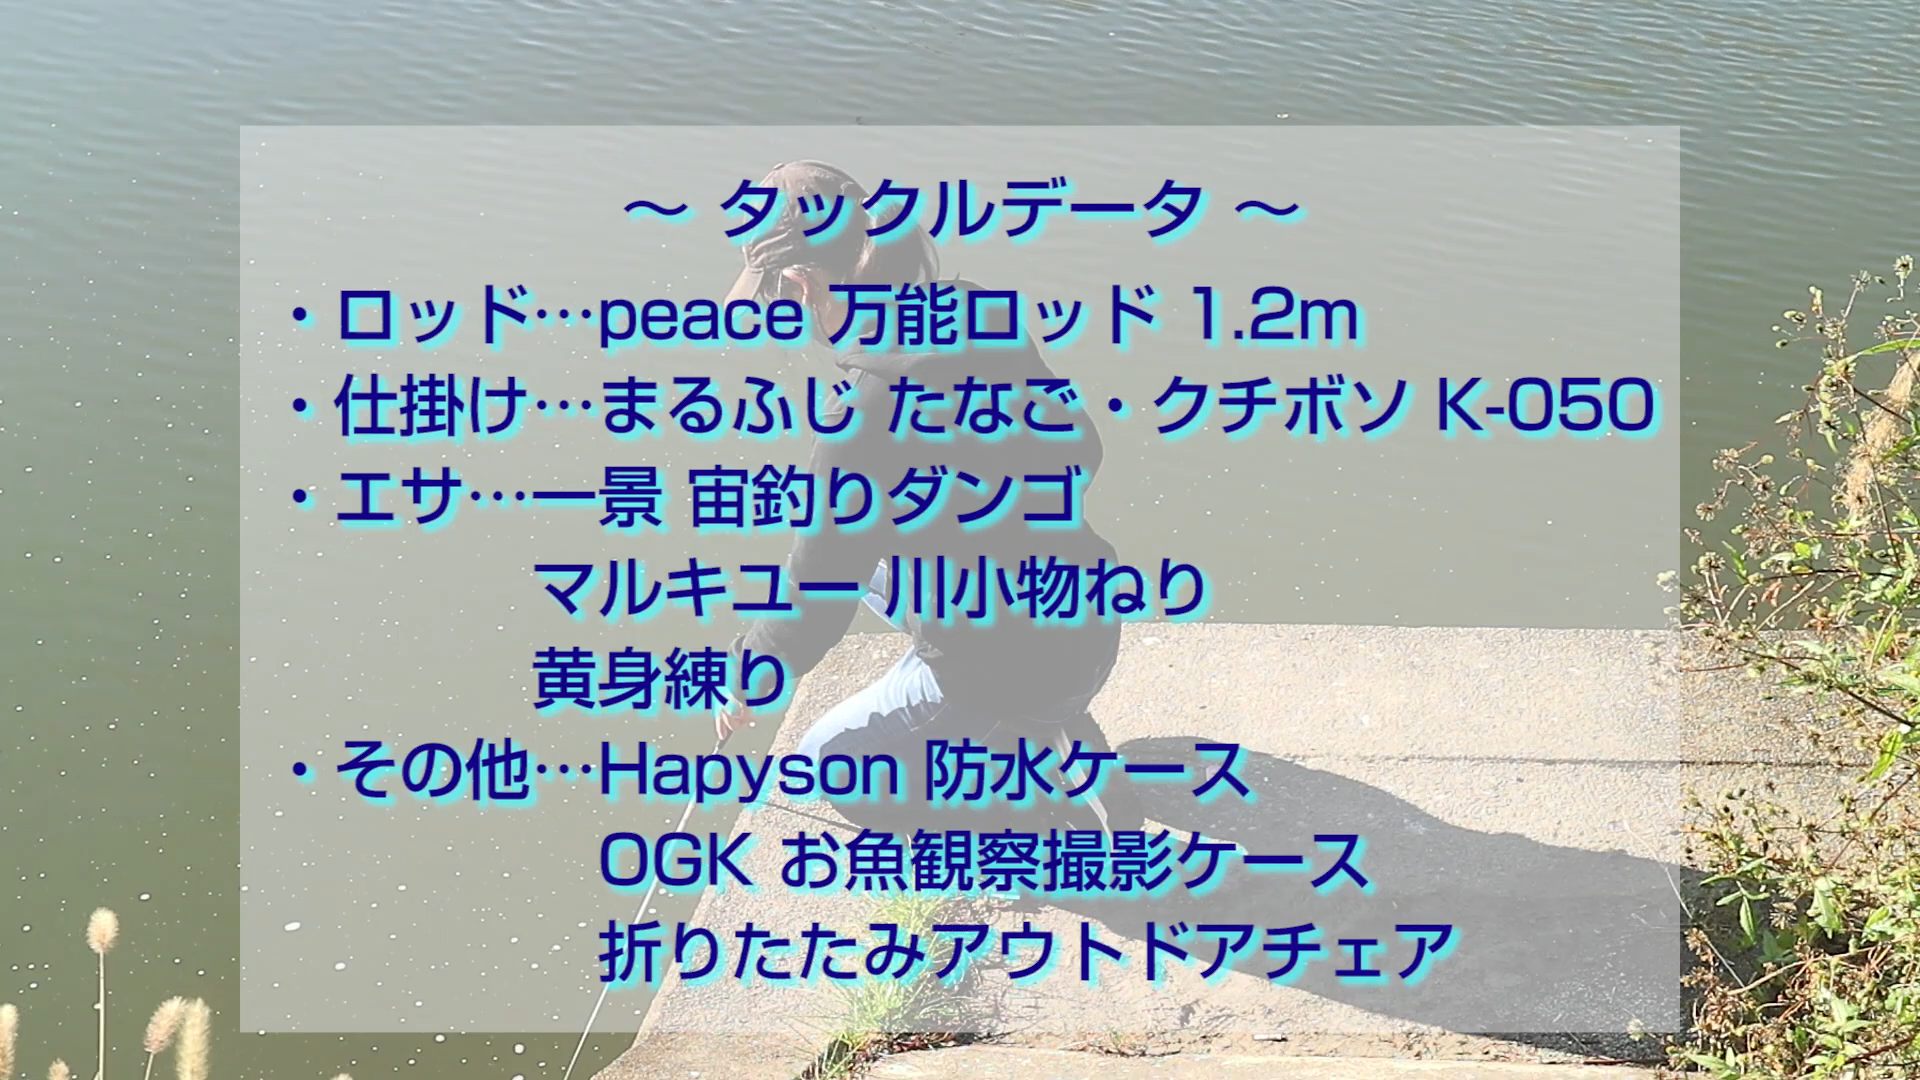 ～ タックルデータ ～
・ロッド…peace 万能ロッド 1.2m
・仕掛け…まるふじ たなご・クチボソ K-050
・エサ…一景 宙釣りダンゴ
マルキユー 川小物ねり
黄身練り
・その他…Hapyson 防水ケース
OGK お魚観察撮影ケース
折りたたみアウトドアチェア